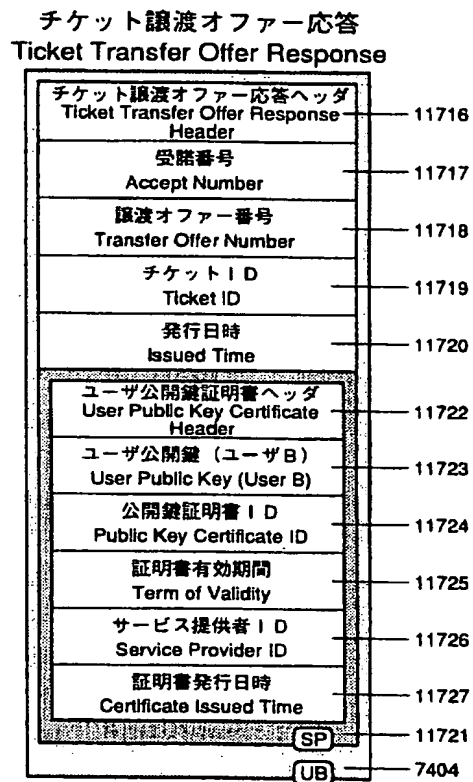 チケット譲渡オファー応答
Ticket Transfer Offer Response
チケット譲渡オファー応答ヘッダ
Ticket Transfer Offer Response
Header
11716
受諾番号
Accept Number
11717
譲渡オファー番号
Transfer Offer Number
11718
チケットＩＤ
Ticket ID
11719
発行日時
Issued Time
11720
ユーザ公開鍵証明書ヘッダ
User Public Key Certificate
Header
11722
ユーザ公開鍵（ユーザＢ）
User Public Key (User B)
11723
公開鍵証明書ＩＤ
Public Key Certificate ID
11724
証明書有効期間
Term of Validity
11725
サービス提供者ＩＤ
Service Provider ID
11726
証明書発行日時
Certificate Issued Time
11727
SP
11721
UB
7404